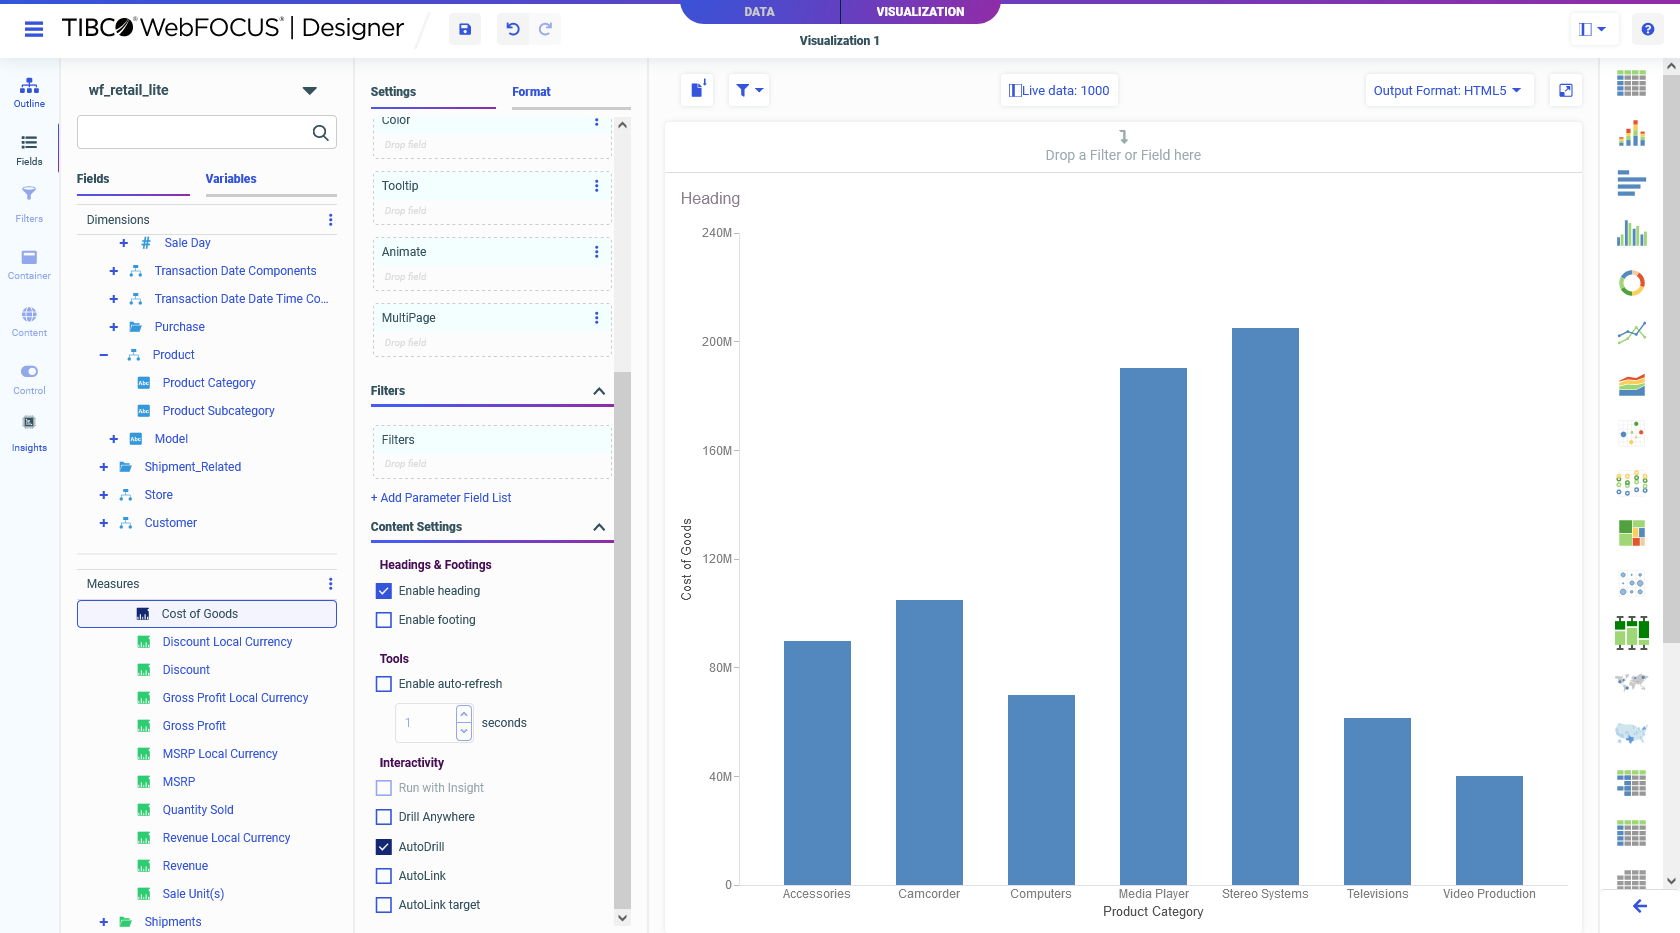 DATA
VISUALIZATION
TIBCO WebFOCUS® | Designer
Visualization 1
Outline
Fields
Filters
Container
Content
Control
Insights
wf_retail_lite
Fields
Variables
Dimensions
Sale Day
Transaction Date Components
Transaction Date Date Time Co...
Purchase
Product
Product Category
Product Subcategory
Model
Shipment_Related
Store
Customer
Measures
Cost of Goods
Discount Local Currency
Discount
Gross Profit Local Currency
Gross Profit
MSRP Local Currency
MSRP
Quantity Sold
Revenue Local Currency
Revenue
Sale Unit(s)
Shipments
Settings
Format
Color
Drop field
Tooltip
Drop field
Animate
Drop field
MultiPage
Drop field
Filters
Filters
Drop field
+ Add Parameter Field List
Content Settings
Headings & Footings
Enable heading
Enable footing
Tools
Enable auto-refresh
1
seconds
Interactivity
Run with Insight
Drill Anywhere
AutoDrill
AutoLink
AutoLink target
Live data: 1000
Output Format: HTML5
Drop a Filter or Field here
Heading
Cost of Goods
240M
200M
160M
120M
80M
40M
0
Accessories
Camcorder
Computers
Media Player
Stereo Systems
Televisions
Video Production
Product Category